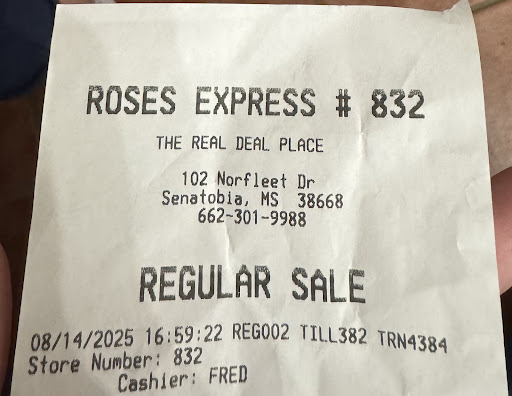 ROSES EXPRESS # 832
THE REAL DEAL PLACE
102 Norfleet Dr
Senatobia, MS 38668
662-301-9988
REGULAR SALE
08/14/2025 16:59:22 REG002 TILL382 TRN4384
Store Number: 832
Cashier: FRED